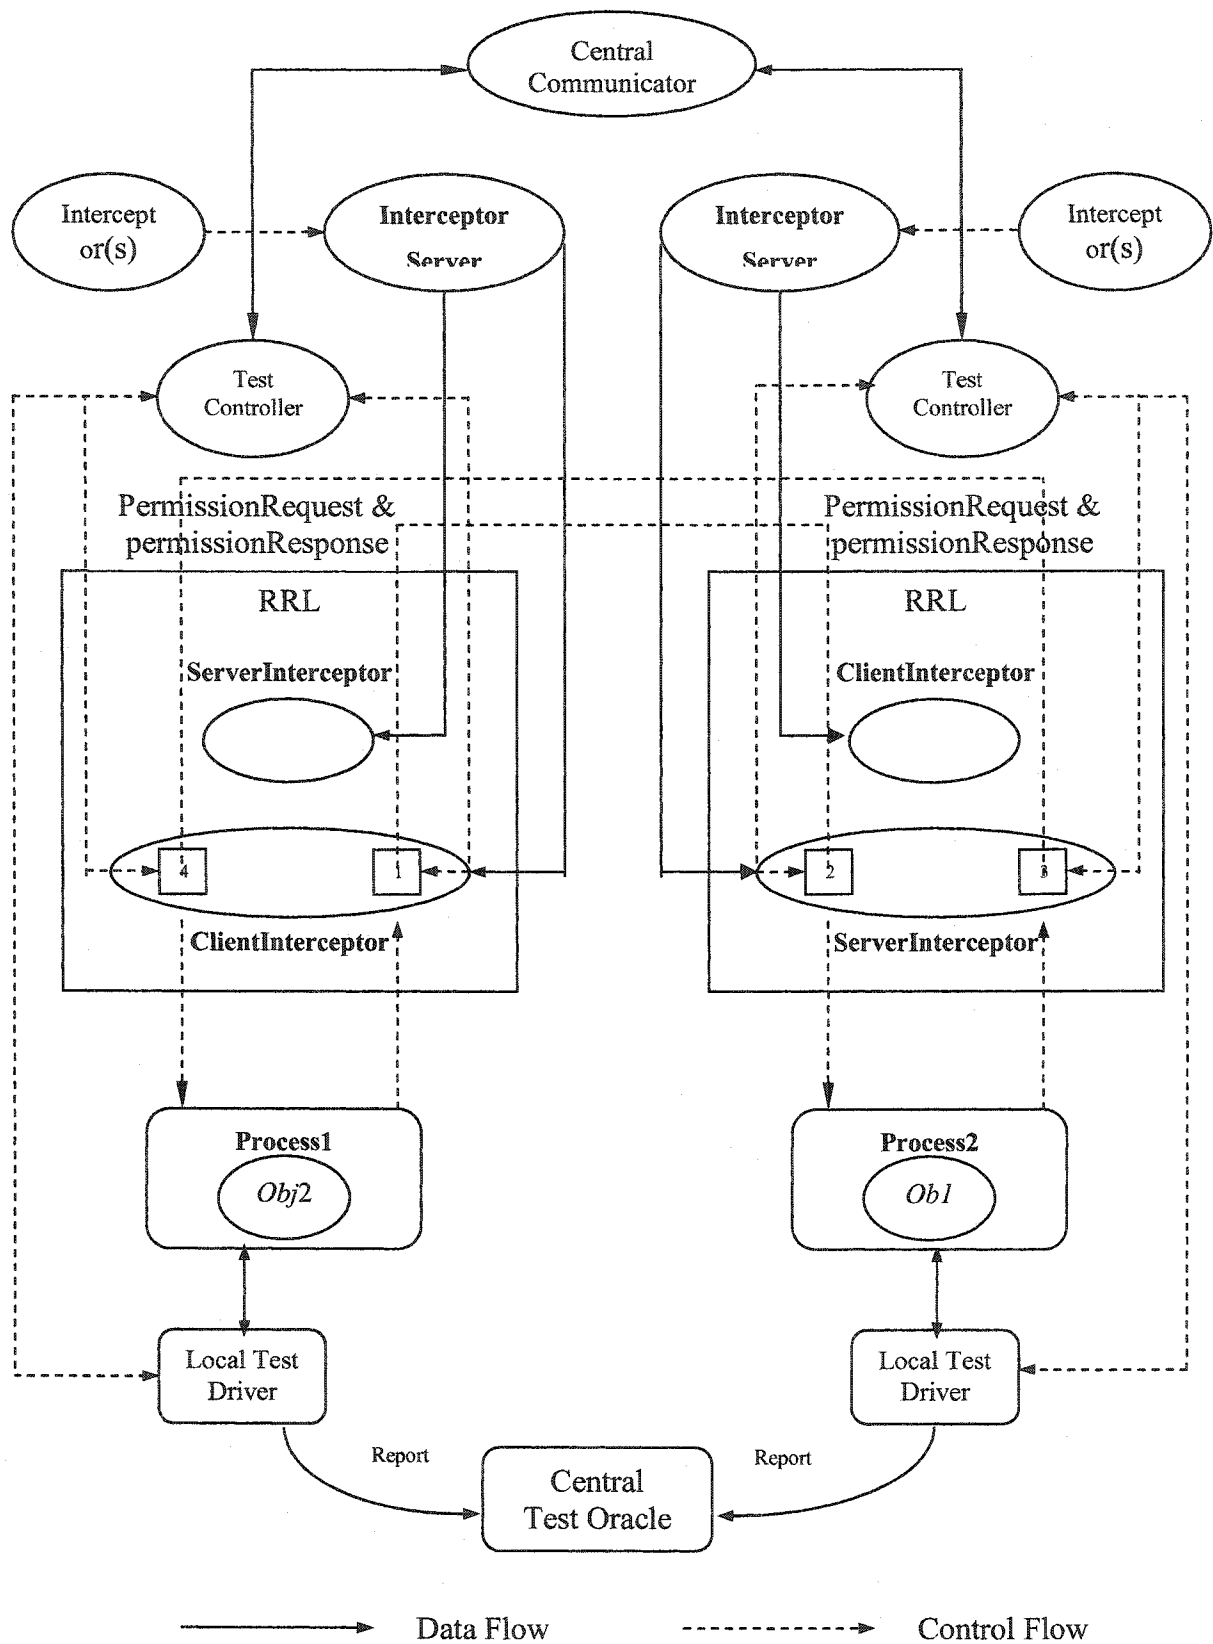 Central
Communicator
Intercept
or(s)
Interceptor
Server
Interceptor
Server
Intercept
or(s)
Test
Controller
Test
Controller
PermissionRequest &
permissionResponse
PermissionRequest &
permissionResponse
RRL
RRL
ServerInterceptor
ClientInterceptor
4
1
2
3
ClientInterceptor
ServerInterceptor
Process1
Obj2
Process2
Ob1
Local Test
Driver
Local Test
Driver
Report
Report
Central
Test Oracle
Data Flow
Control Flow